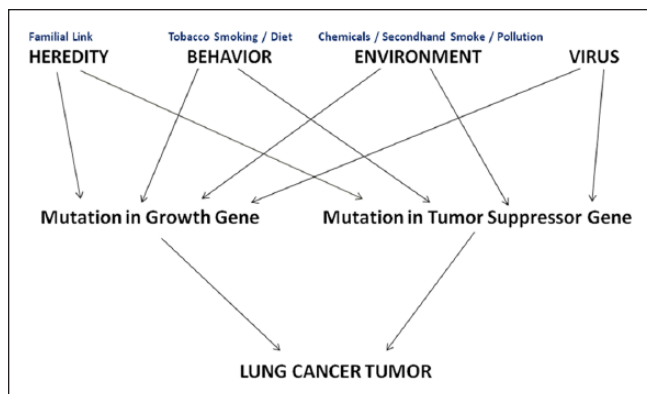 Familial Link Tobacco Smoking / Diet Chemicals / Secondhand Smoke / Pollution
HEREDITY BEHAVIOR ENVIRONMENT VIRUS
Mutation in Growth Gene Mutation in Tumor Suppressor Gene
LUNG CANCER TUMOR